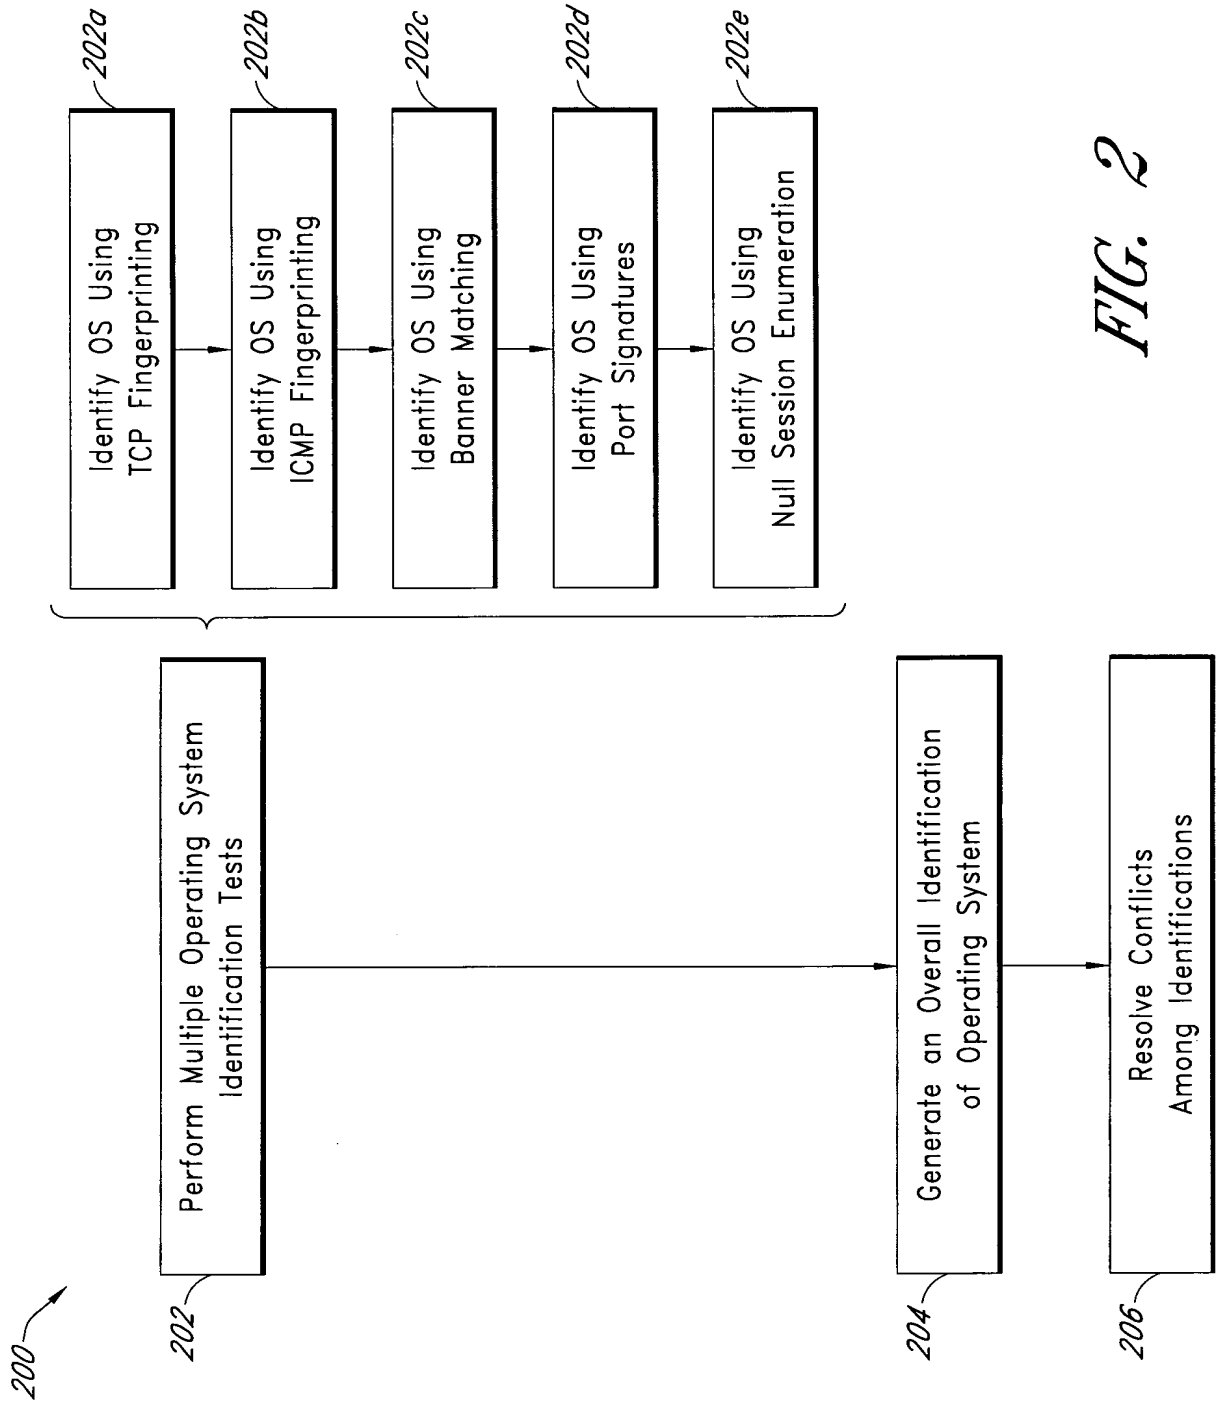 200
202
Perform Multiple Operating System
Identification Tests
202a
Identify OS Using
TCP Fingerprinting
202b
Identify OS Using
ICMP Fingerprinting
202c
Identify OS Using
Banner Matching
202d
Identify OS Using
Port Signatures
202e
Identify OS Using
Null Session Enumeration
204
Generate an Overall Identification
of Operating System
206
Resolve Conflicts
Among Identifications
FIG. 2